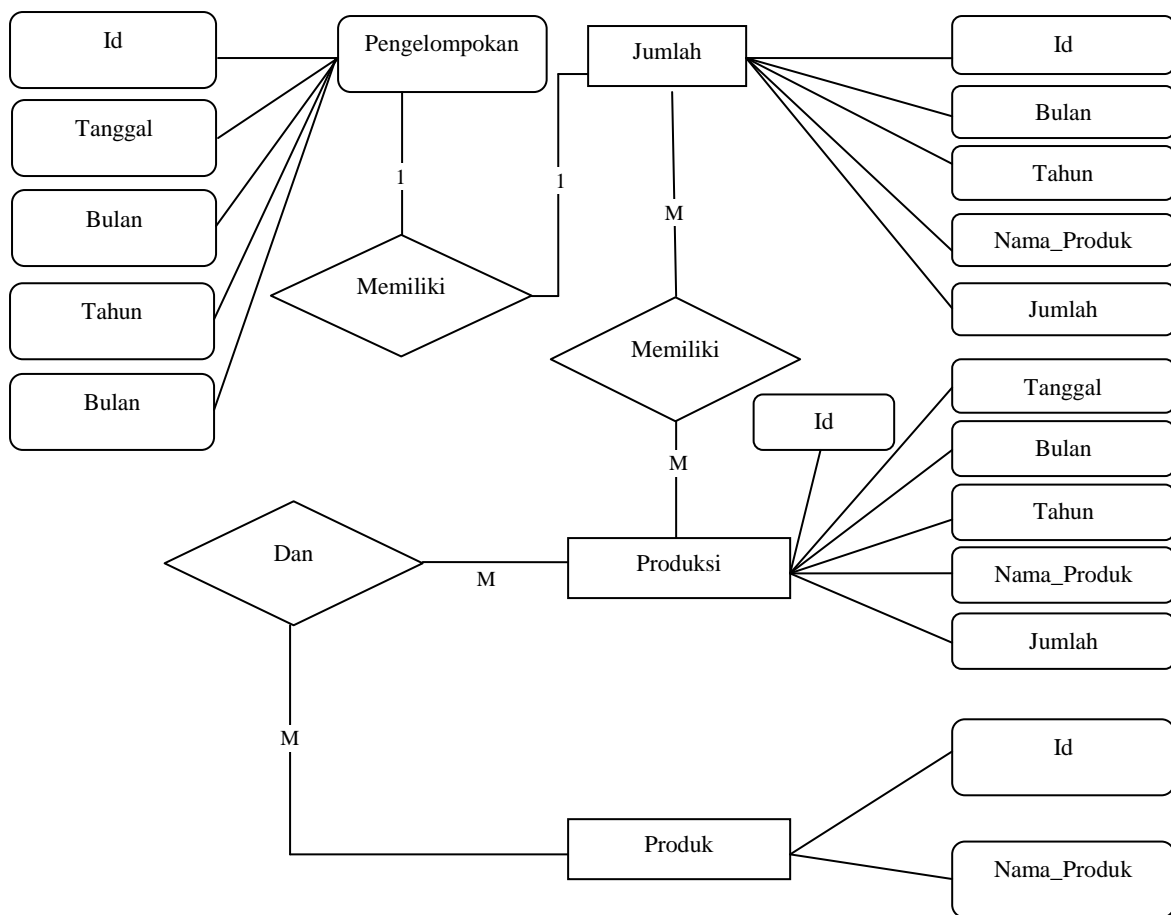 Id
Pengelompokan
Jumlah
Id
Tanggal
Bulan
Bulan
Tahun
1
1
M
Nama_Produk
Memiliki
Tahun
Jumlah
Memiliki
Bulan
Tanggal
Id
Bulan
M
Tahun
Dan
Produksi
M
Nama_Produk
Jumlah
M
Id
Produk
Nama_Produk